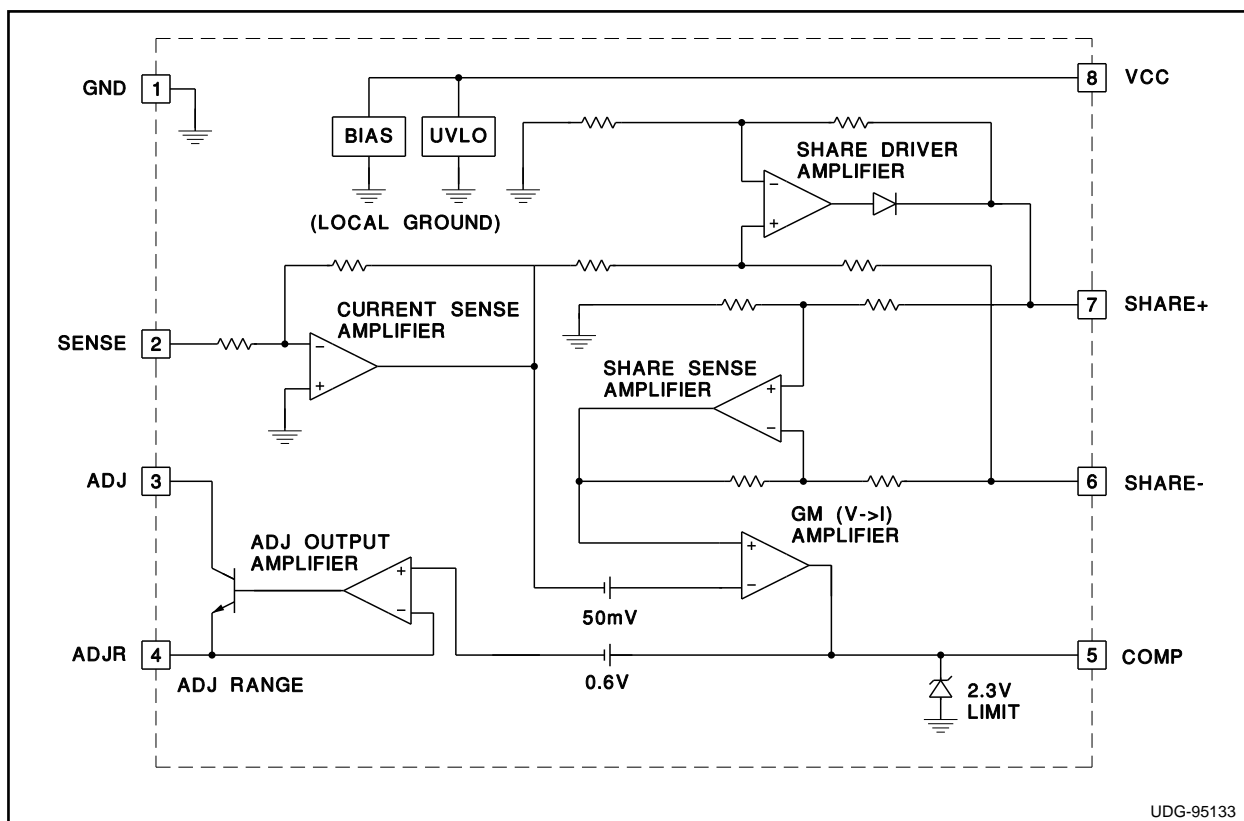 GND
1
8
VCC
BIAS
UVLO
SHARE DRIVER
AMPLIFIER
−
+
(LOCAL GROUND)
CURRENT SENSE
AMPLIFIER
SENSE
2
−
+
7
SHARE+
SHARE SENSE
AMPLIFIER
+
−
ADJ
3
6
SHARE-
GM (V->I)
AMPLIFIER
ADJ OUTPUT
AMPLIFIER
+
−
+
−
50mV
ADJR
4
5
COMP
ADJ RANGE
0.6V
2.3V
LIMIT
UDG-95133